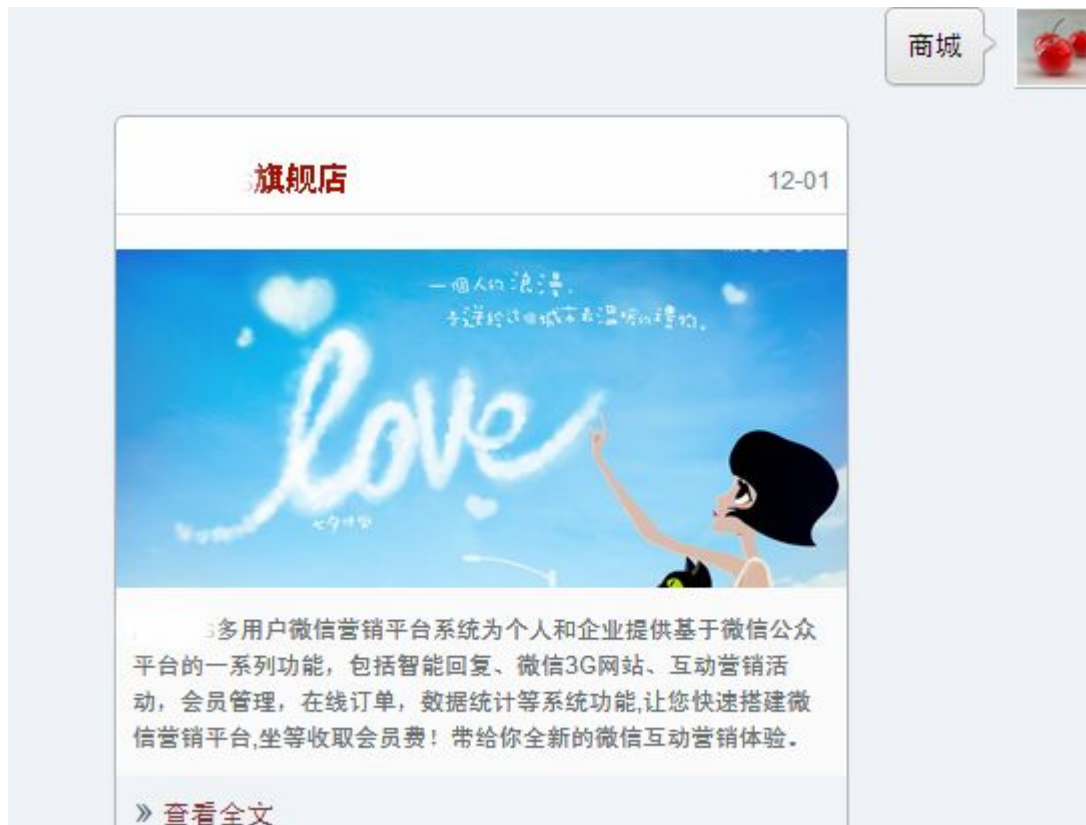 商城
旗舰店
12-01
一個人的浪漫,
love
多用户微信营销平台系统为个人和企业提供基于微信公众
平台的一系列功能，包括智能回复、微信3G网站、互动营销活
动，会员管理，在线订单，数据统计等系统功能,让您快速搭建微
信营销平台,坐等收取会员费！带给你全新的微信互动营销体验。
» 查看全文